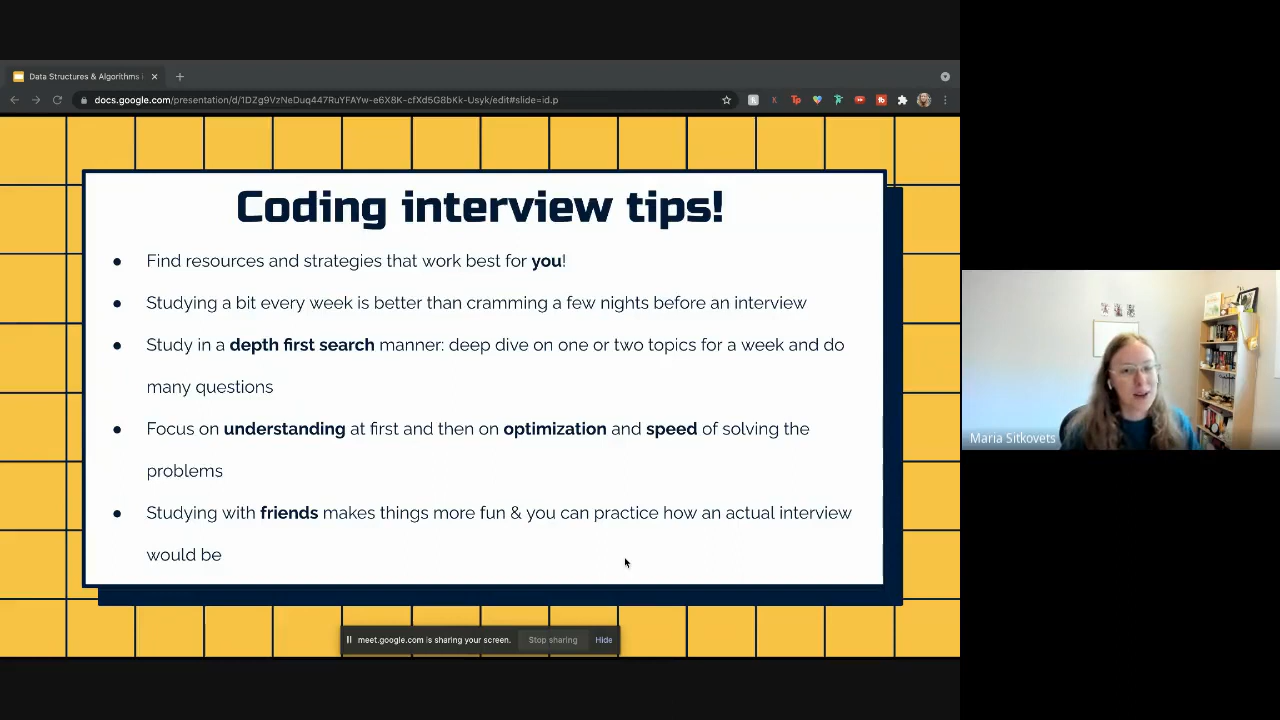 Data Structures & Algorithms i
docs.google.com/presentation/d/1DZg9VzNeDuq447RuYFAYw-e6X8K-cfXd5G8bKk-Usyk/edit#slide=id.p
Coding interview tips!
● Find resources and strategies that work best for you!
● Studying a bit every week is better than cramming a few nights before an interview
● Study in a depth first search manner: deep dive on one or two topics for a week and do
many questions
● Focus on understanding at first and then on optimization and speed of solving the
problems
● Studying with friends makes things more fun & you can practice how an actual interview
would be
meet.google.com is sharing your screen. Stop sharing Hide
Maria Sitkovets